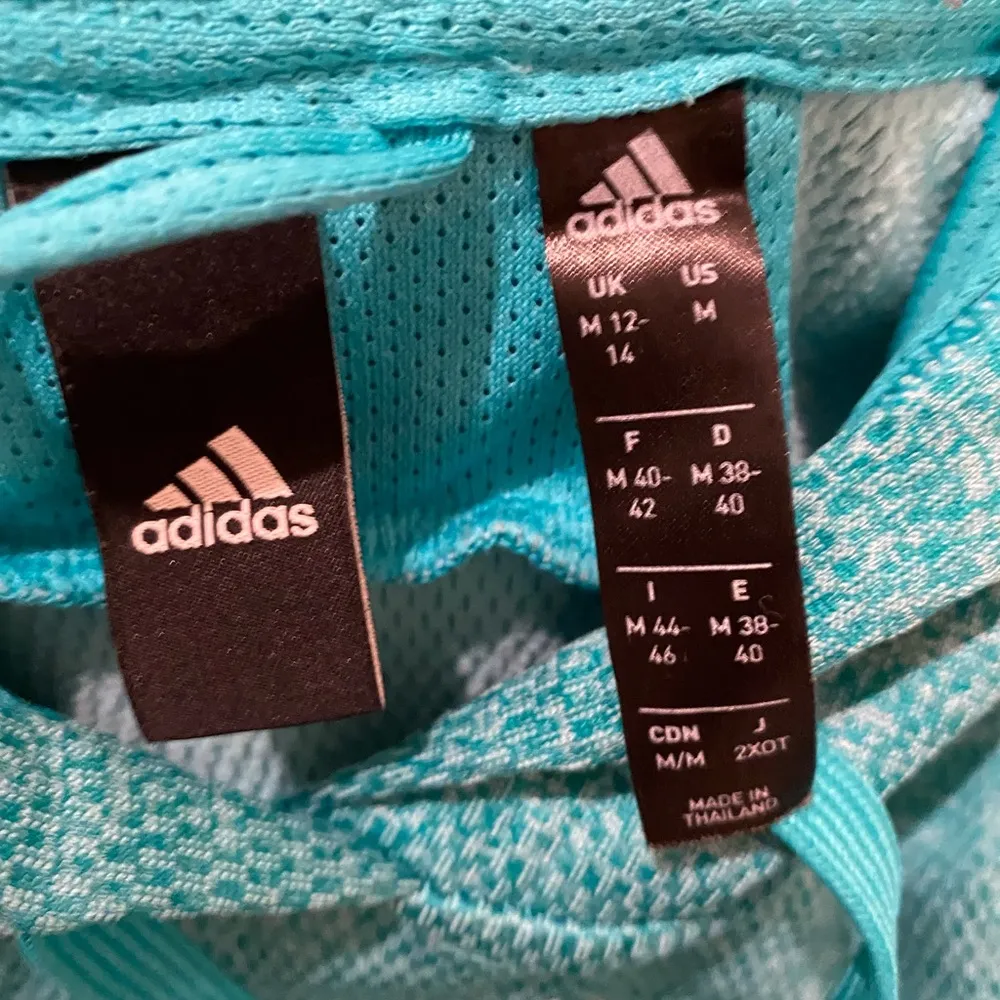 adidas
adidas
UK US
M 12- M
14
F D
M 40- M 38-
42 40
I E
M 44- M 38-
46 40
CDN J
M/M 2XOT
MADE IN
THAILAND